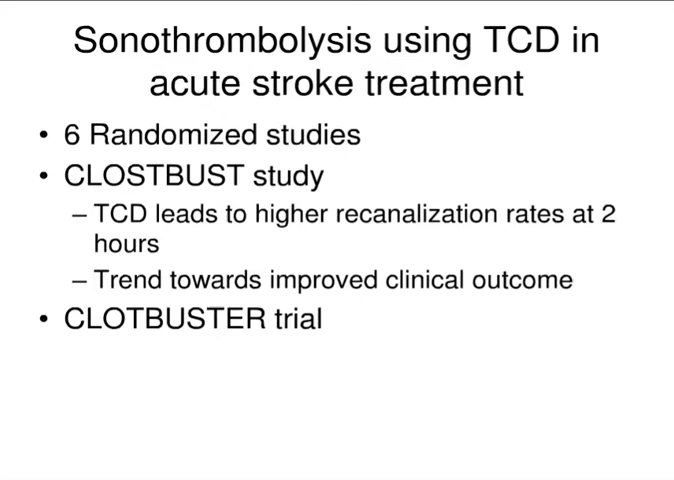 Sonothrombolysis using TCD in
acute stroke treatment
• 6 Randomized studies
• CLOSTBUST study
– TCD leads to higher recanalization rates at 2
hours
– Trend towards improved clinical outcome
• CLOTBUSTER trial